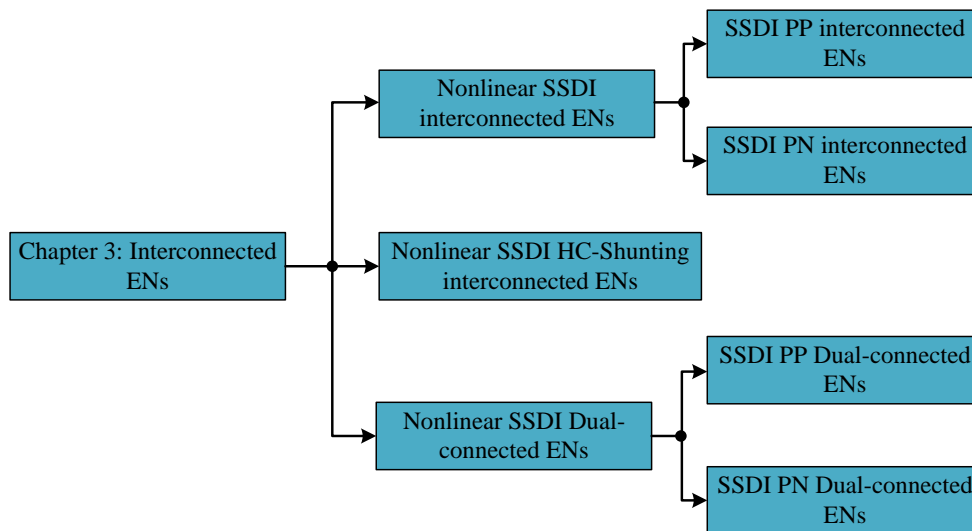 Chapter 3: Interconnected
ENs
Nonlinear SSDI
interconnected ENs
SSDI PP interconnected
ENs
SSDI PN interconnected
ENs
Nonlinear SSDI HC-Shunting
interconnected ENs
Nonlinear SSDI Dual-
connected ENs
SSDI PP Dual-connected
ENs
SSDI PN Dual-connected
ENs